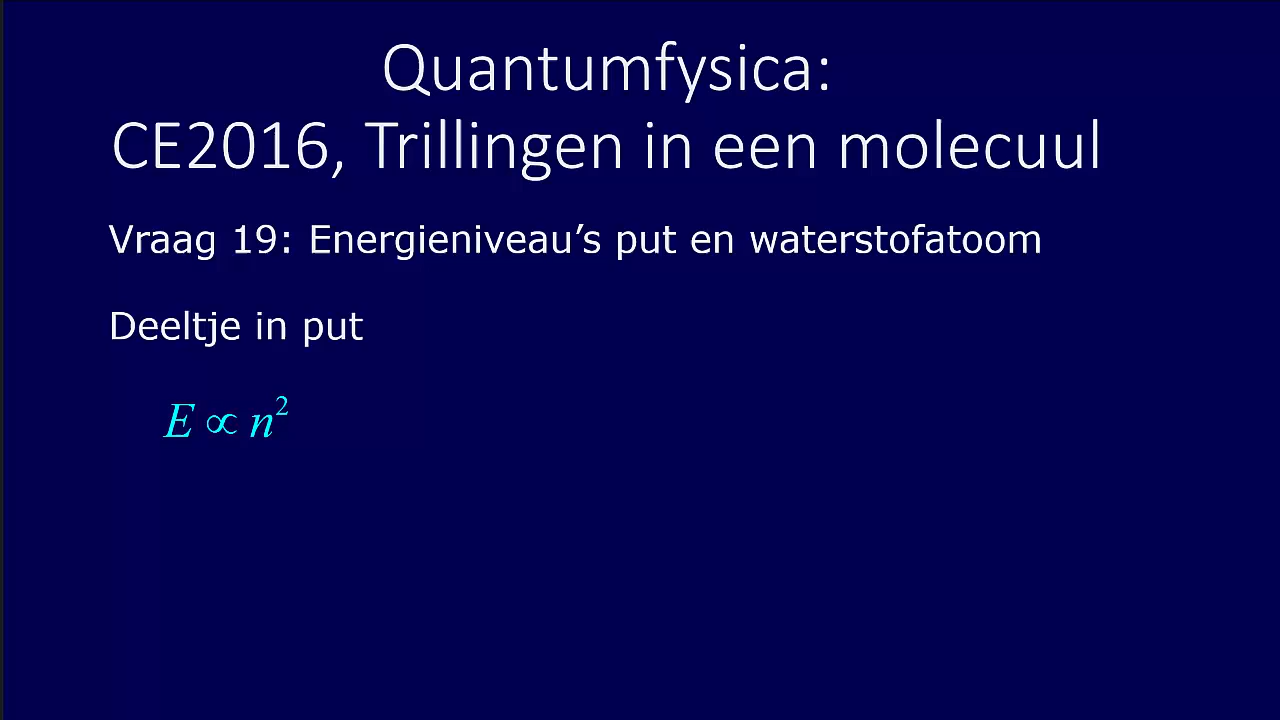 Quantumfysica:
CE2016, Trillingen in een molecuul
Vraag 19: Energieniveau’s put en waterstofatoom
Deeltje in put
E ∝ n²